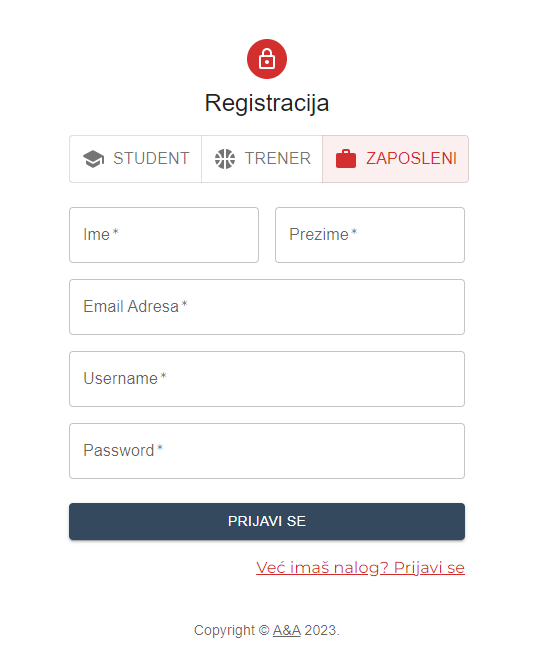 Registracija
STUDENT TRENER ZAPOSLENI
Ime * Prezime *
Email Adresa *
Username *
Password *
PRIJAVI SE
Već imaš nalog? Prijavi se
Copyright © A&A 2023.